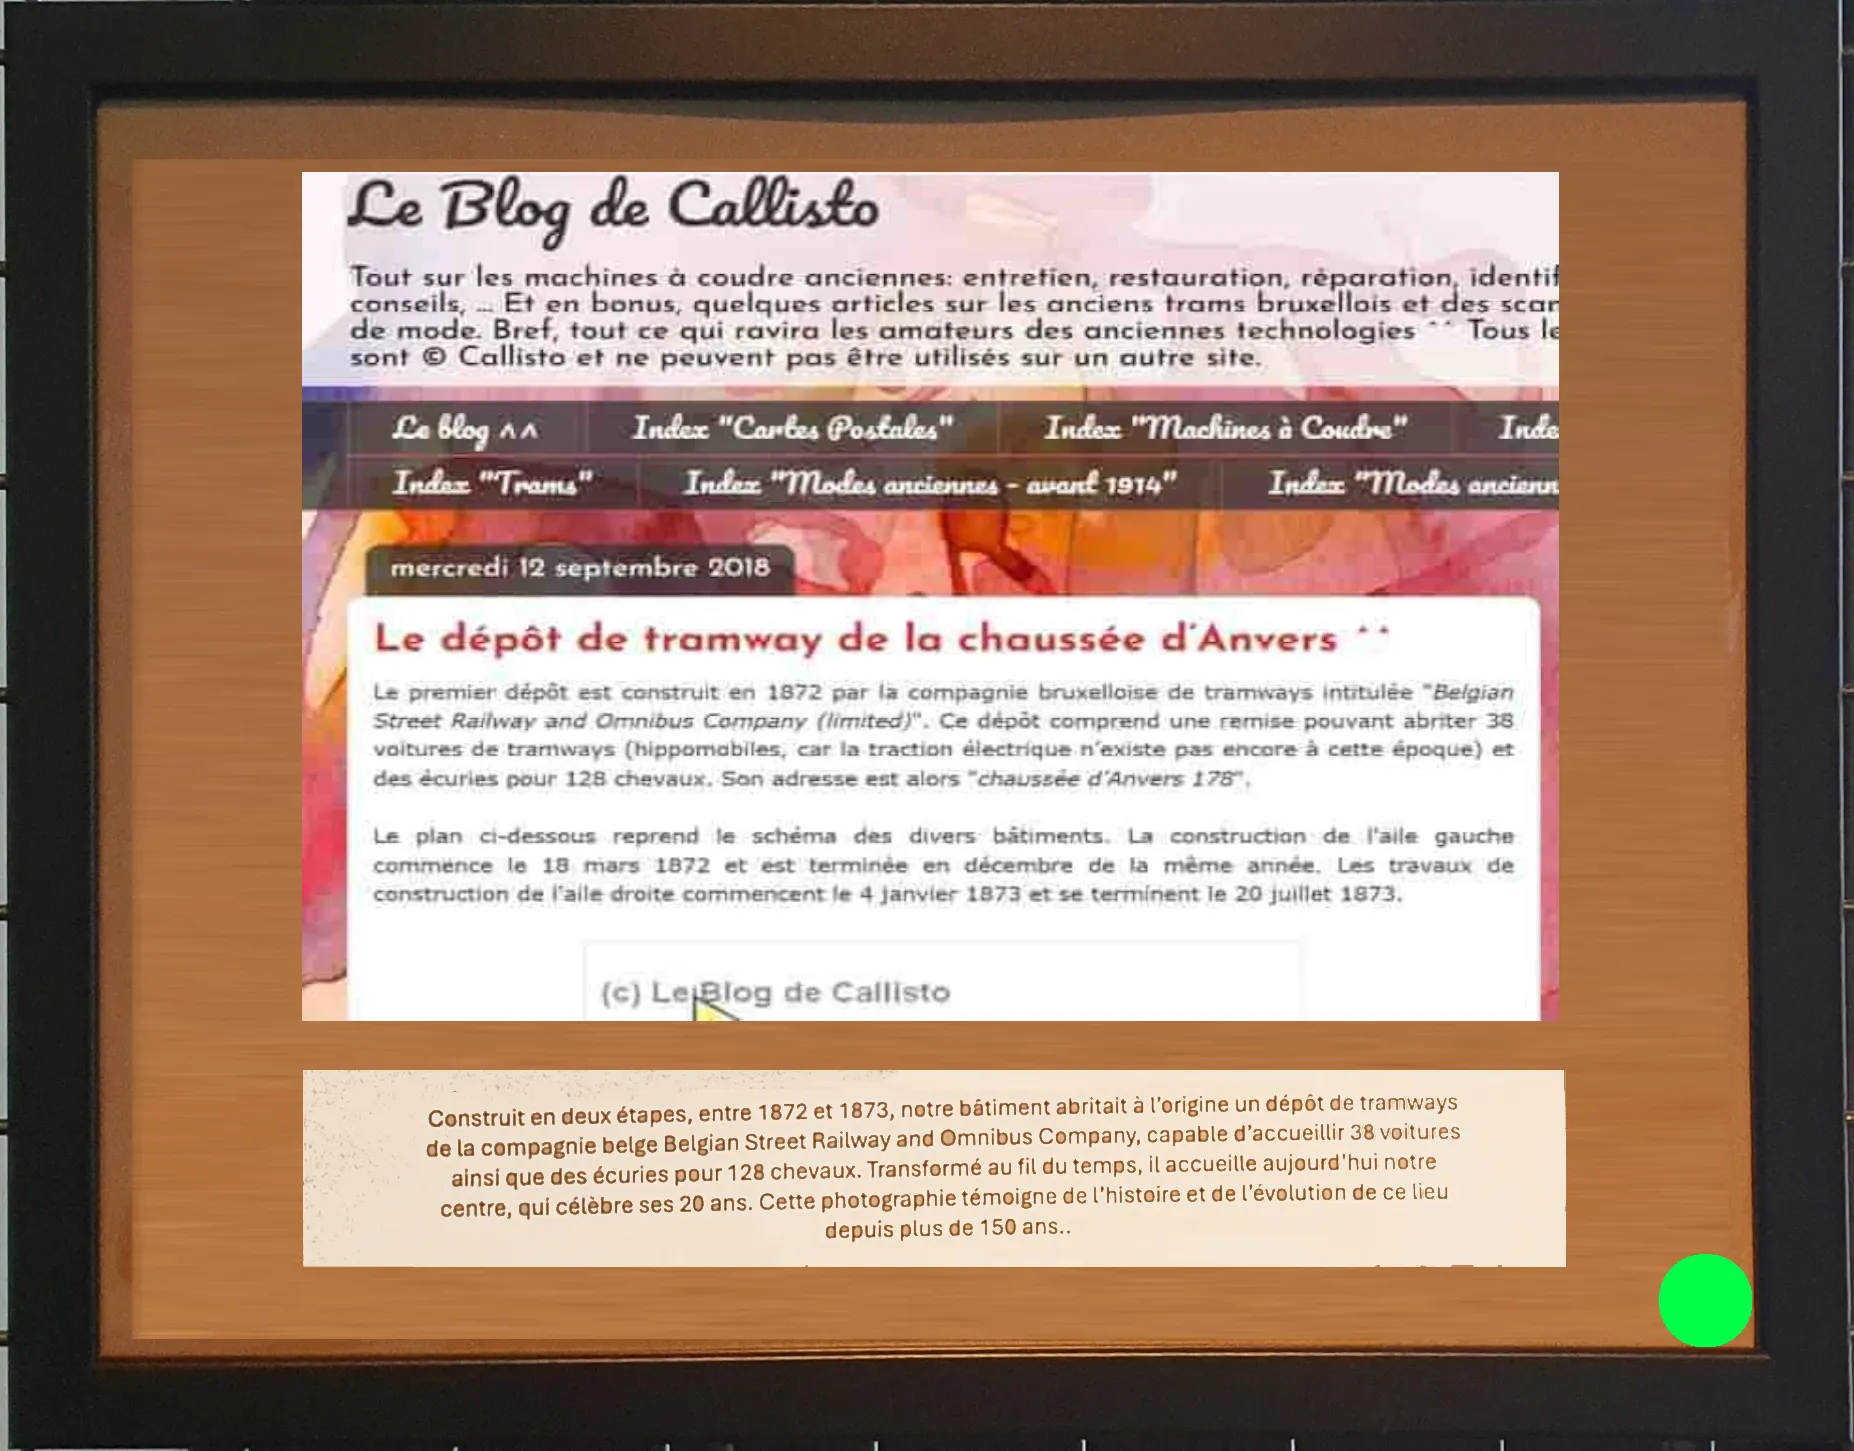 Le Blog de Callisto
Tout sur les machines à coudre anciennes: entretien, restauration, réparation, identif
conseils, ... Et en bonus, quelques articles sur les anciens trams bruxellois et des scan
de mode. Bref, tout ce qui ravira les amateurs des anciennes technologies ^^ Tous le
sont © Callisto et ne peuvent pas être utilisés sur un autre site.
Le blog ^^ Index "Cartes Postales" Index "Machines à Coudre" Inde
Index "Trams" Index "Modes anciennes - avant 1914" Index "Modes ancienn
mercredi 12 septembre 2018
Le dépôt de tramway de la chaussée d'Anvers ^^
Le premier dépôt est construit en 1872 par la compagnie bruxelloise de tramways intitulée "Belgian
Street Railway and Omnibus Company (limited)". Ce dépôt comprend une remise pouvant abriter 38
voitures de tramways (hippomobiles, car la traction électrique n'existe pas encore à cette époque) et
des écuries pour 128 chevaux. Son adresse est alors "chaussée d'Anvers 178".
Le plan ci-dessous reprend le schéma des divers bâtiments. La construction de l'aile gauche
commence le 18 mars 1872 et est terminée en décembre de la même année. Les travaux de
construction de l'aile droite commencent le 4 janvier 1873 et se terminent le 20 juillet 1873.
(c) Le Blog de Callisto
Construit en deux étapes, entre 1872 et 1873, notre bâtiment abritait à l'origine un dépôt de tramways
de la compagnie belge Belgian Street Railway and Omnibus Company, capable d'accueillir 38 voitures
ainsi que des écuries pour 128 chevaux. Transformé au fil du temps, il accueille aujourd'hui notre
centre, qui célèbre ses 20 ans. Cette photographie témoigne de l'histoire et de l'évolution de ce lieu
depuis plus de 150 ans..